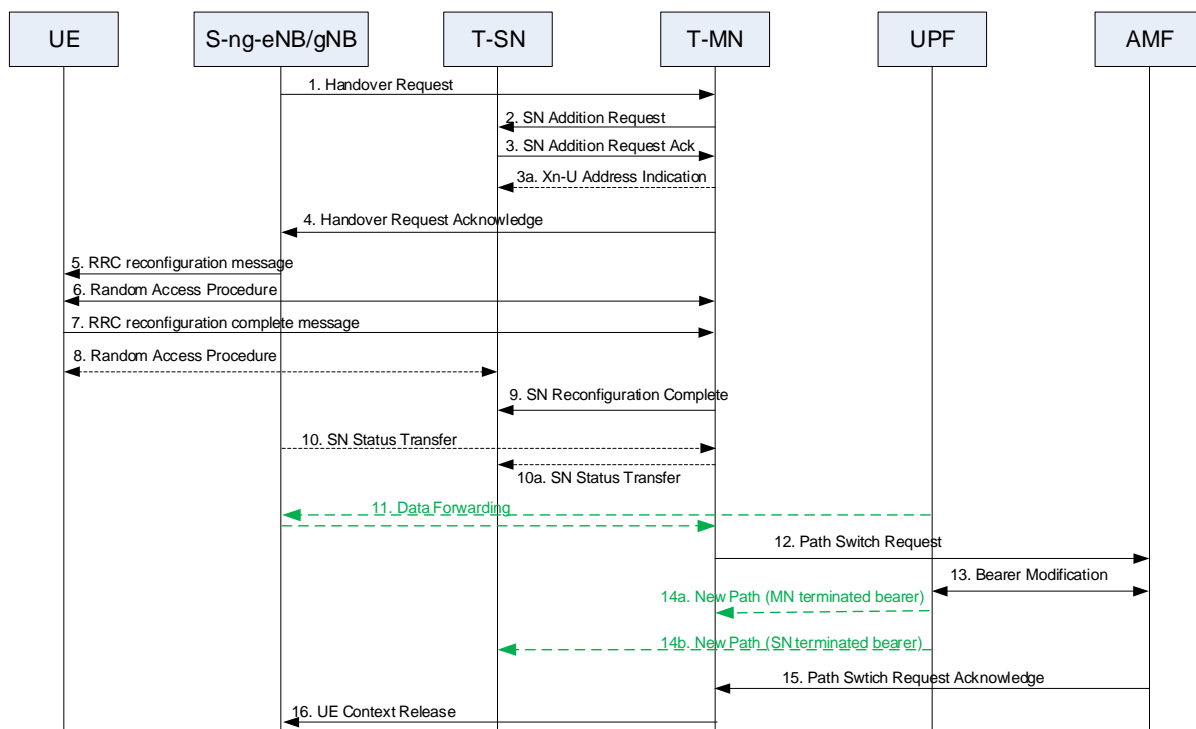 UE
S-ng-eNB/gNB
T-SN
T-MN
UPF
AMF
1. Handover Request
2. SN Addition Request
3. SN Addition Request Ack
3a. Xn-U Address Indication
4. Handover Request Acknowledge
5. RRC reconfiguration message
6. Random Access Procedure
7. RRC reconfiguration complete message
8. Random Access Procedure
9. SN Reconfiguration Complete
10. SN Status Transfer
10a. SN Status Transfer
11. Data Forwarding
12. Path Switch Request
13. Bearer Modification
14a. New Path (MN terminated bearer)
14b. New Path (SN terminated bearer)
15. Path Swtich Request Acknowledge
16. UE Context Release